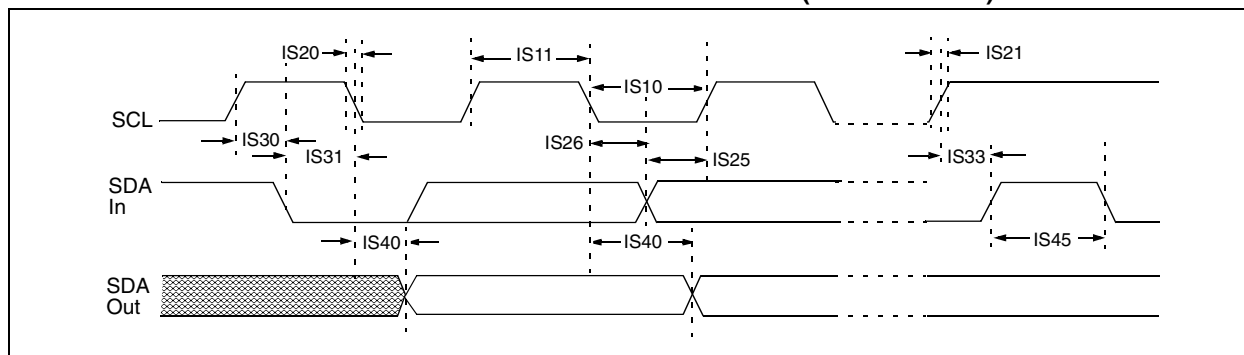 IS20
IS11
IS21
IS10
SCL
IS30
IS31
IS26
IS25
IS33
SDA
In
IS40
IS40
IS45
SDA
Out